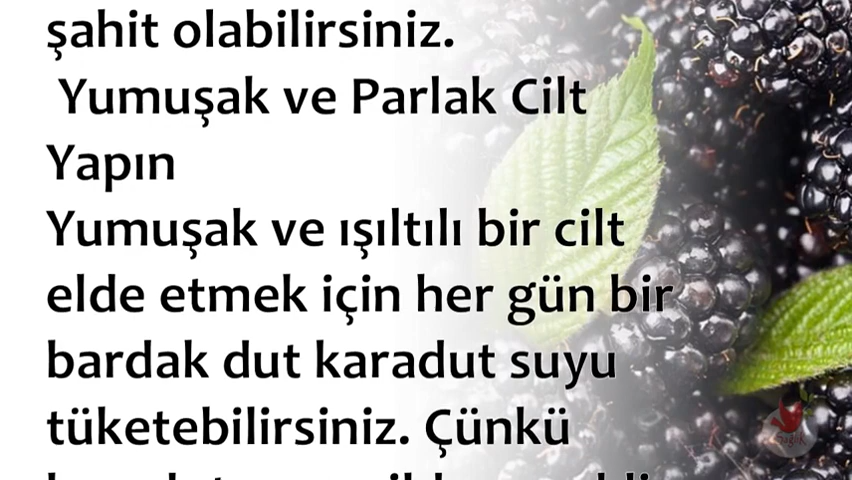 şahit olabilirsiniz.
Yumuşak ve Parlak Cilt
Yapın
Yumuşak ve ışıltılı bir cilt
elde etmek için her gün bir
bardak dut karadut suyu
tüketebilirsiniz. Çünkü
Sağlık